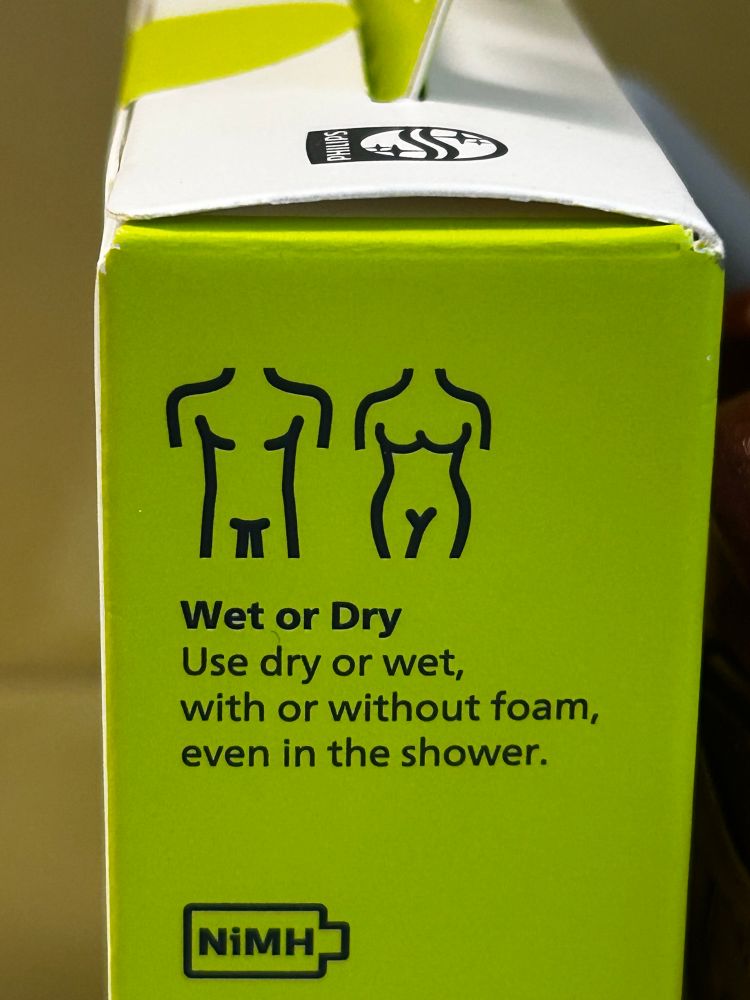 PHILIPS
Wet or Dry
Use dry or wet,
with or without foam,
even in the shower.
NiMH